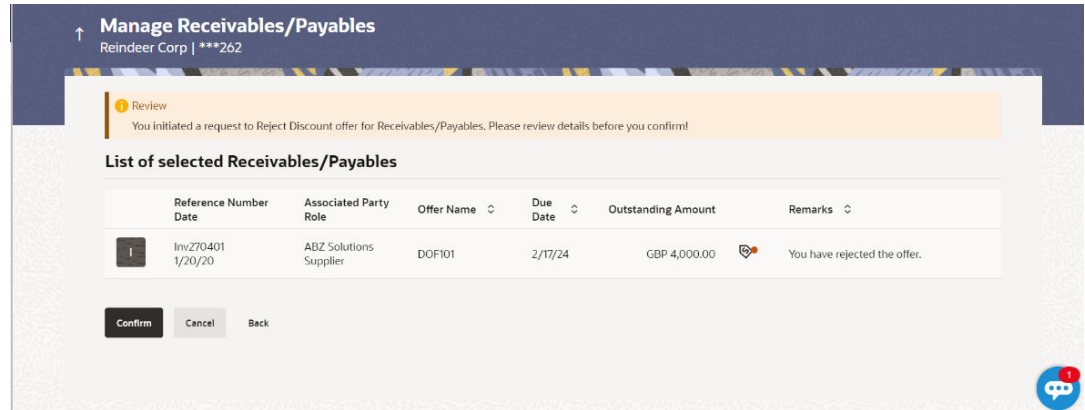 Manage Receivables/Payables
Reindeer Corp | ***262
Review
You initiated a request to Reject Discount offer for Receivables/Payables. Please review details before you confirm!
List of selected Receivables/Payables
Reference Number Date
Associated Party Role
Offer Name
Due Date
Outstanding Amount
Remarks
I
Inv270401
1/20/20
ABZ Solutions
Supplier
DOF101
2/17/24
GBP 4,000.00
You have rejected the offer.
Confirm Cancel Back
1